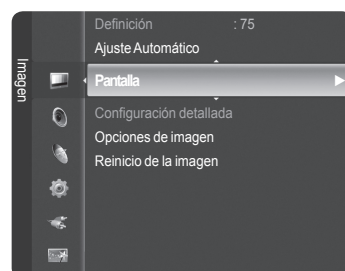 Imagen
Definición : 75
Ajuste Automático
Pantalla
Configuración detallada
Opciones de imagen
Reinicio de la imagen